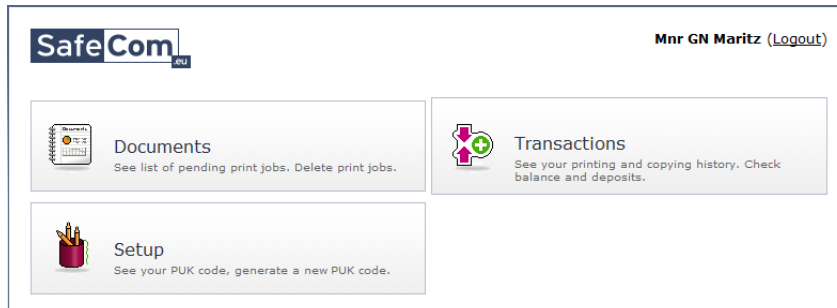 SafeCom
.eu
Mnr GN Maritz (Logout)
Documents
See list of pending print jobs. Delete print jobs.
Transactions
See your printing and copying history. Check
balance and deposits.
Setup
See your PUK code, generate a new PUK code.